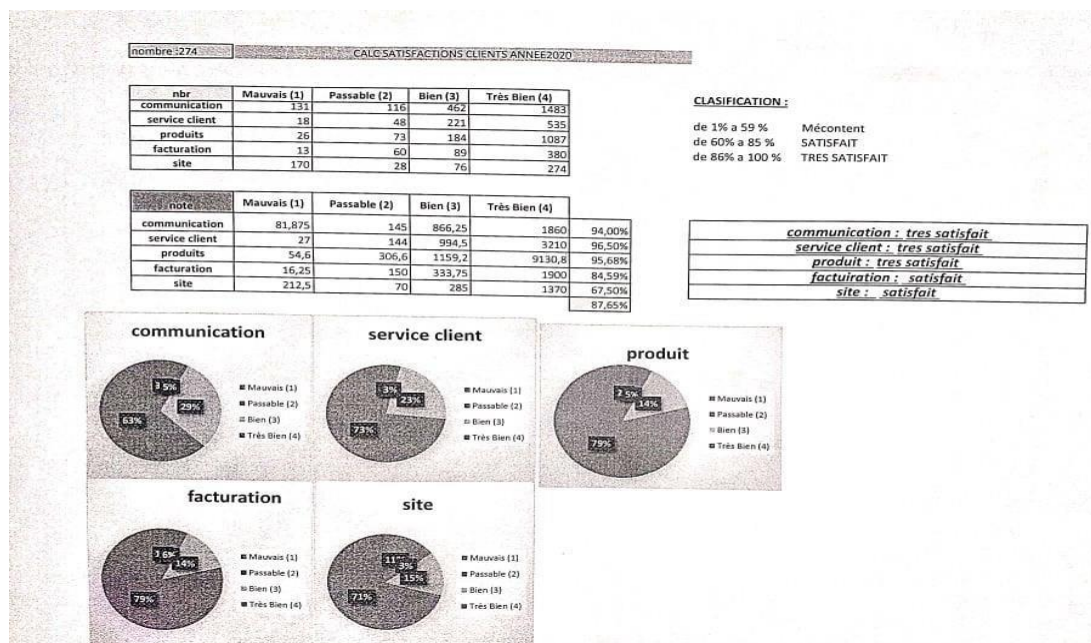 nombre :274
CALC SATISFACTIONS CLIENTS ANNEE2020
nbr Mauvais (1) Passable (2) Bien (3) Très Bien (4)
communication 131 116 462 1483
service client 18 48 221 535
produits 26 73 184 1087
facturation 13 60 89 380
site 170 28 76 274
CLASIFICATION :
de 1% a 59 % Mécontent
de 60% a 85 % SATISFAIT
de 86% a 100 % TRES SATISFAIT
note Mauvais (1) Passable (2) Bien (3) Très Bien (4)
communication 81,875 145 866,25 1860 94,00%
service client 27 144 994,5 3210 96,50%
produits 54,6 306,6 1159,2 9130,8 95,68%
facturation 16,25 150 333,75 1900 84,59%
site 212,5 70 285 1370 67,50%
87,65%
communication : tres satisfait
service client : tres satisfait
produit : tres satisfait
factuiration : satisfait
site : satisfait
communication
5%
29%
63%
Mauvais (1)
Passable (2)
Bien (3)
Très Bien (4)
service client
3%
23%
73%
Mauvais (1)
Passable (2)
Bien (3)
Très Bien (4)
produit
5%
14%
79%
Mauvais (1)
Passable (2)
Bien (3)
Très Bien (4)
facturation
6%
14%
79%
Mauvais (1)
Passable (2)
Bien (3)
Très Bien (4)
site
11%
3%
15%
71%
Mauvais (1)
Passable (2)
Bien (3)
Très Bien (4)